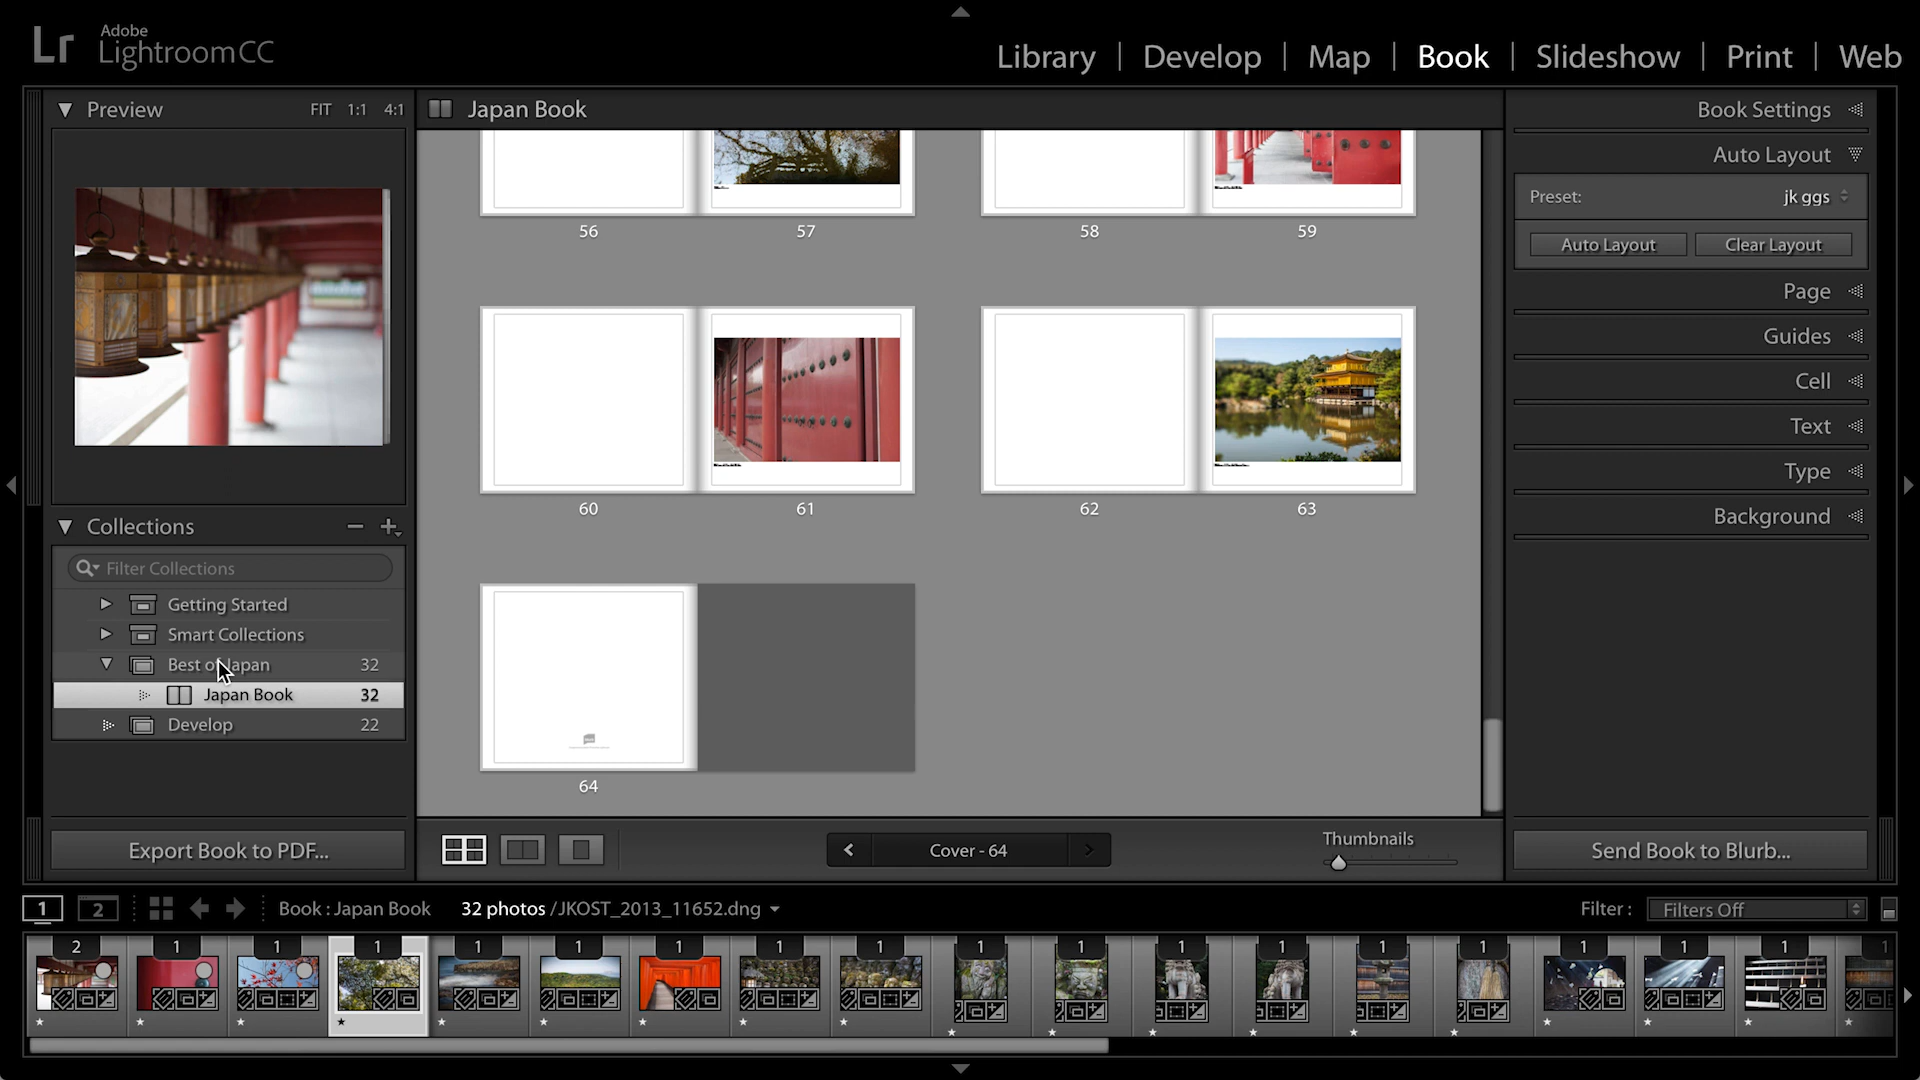 Lr Adobe
Lightroom CC
Library | Develop | Map | Book | Slideshow | Print | Web
Preview FIT 1:1 4:1
Japan Book
Book Settings
Auto Layout
Preset: jk ggs
Auto Layout Clear Layout
Page
Guides
Cell
Text
Type
Background
56 57 58 59
60 61 62 63
64
Collections
Filter Collections
Getting Started
Smart Collections
Best of Japan 32
Japan Book 32
Develop 22
Export Book to PDF...
Cover - 64
Thumbnails
Send Book to Blurb...
1 2 Book : Japan Book 32 photos /JKOST_2013_11652.dng Filter : Filters Off
2 1 1 1 1 1 1 1 1 1 1 1 1 1 1 1 1 1 1